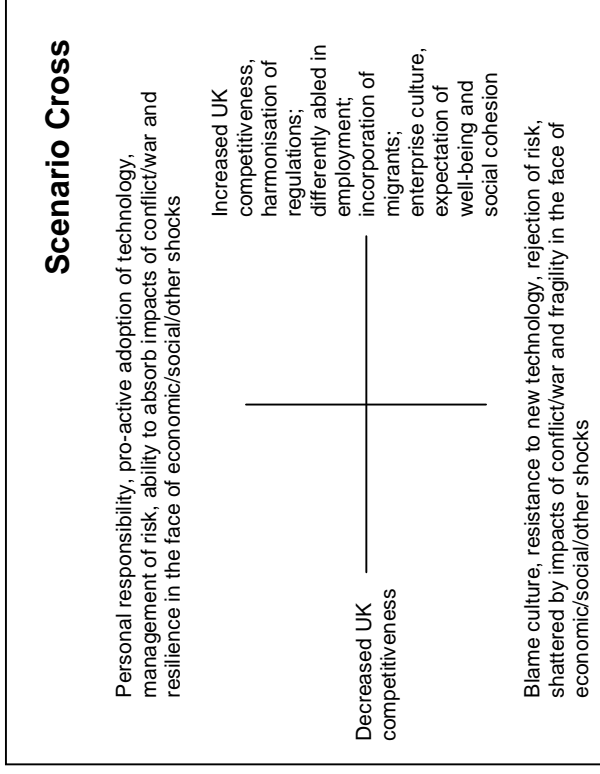 Scenario Cross
Personal responsibility, pro-active adoption of technology,
management of risk, ability to absorb impacts of conflict/war and
resilience in the face of economic/social/other shocks
Increased UK
competitiveness,
harmonisation of
regulations;
differently abled in
employment;
incorporation of
migrants;
enterprise culture,
expectation of
well-being and
social cohesion
Decreased UK
competitiveness
Blame culture, resistance to new technology, rejection of risk,
shattered by impacts of conflict/war and fragility in the face of
economic/social/other shocks